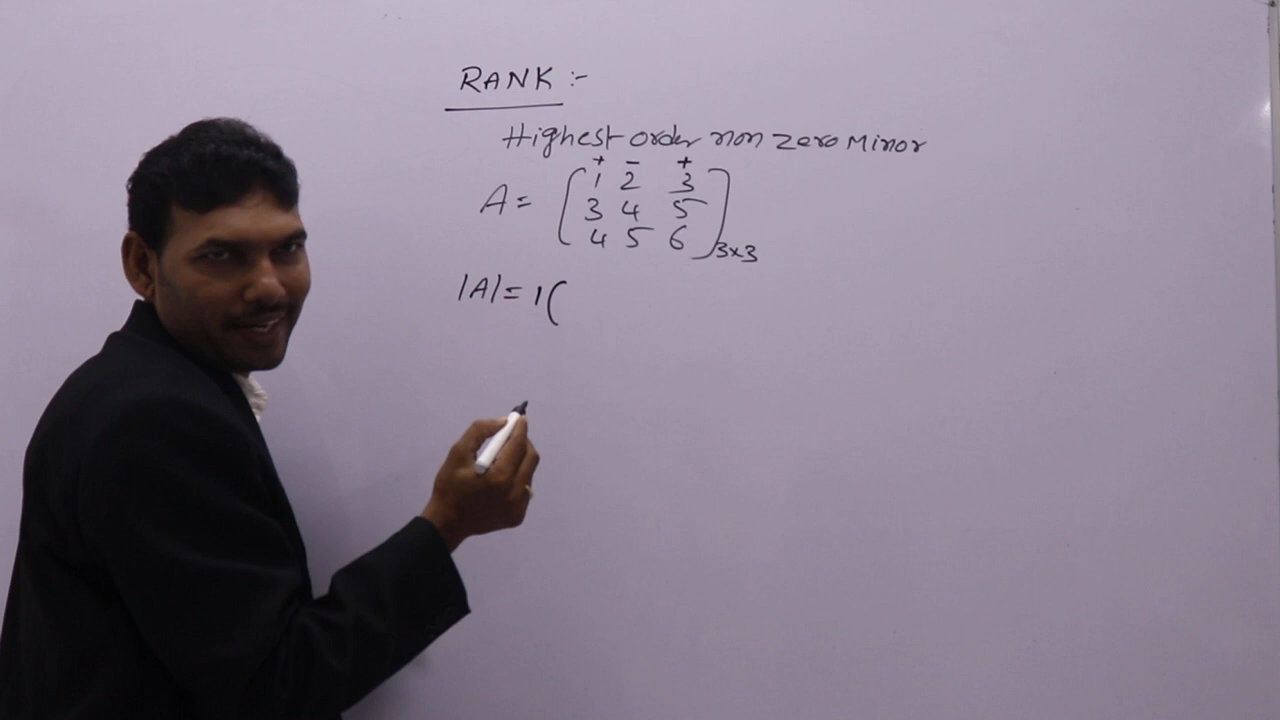 RANK :-
Highest order non zero Minor
+ - +
1 2 3
A = 3 4 5
4 5 6 3x3
|A| = 1(